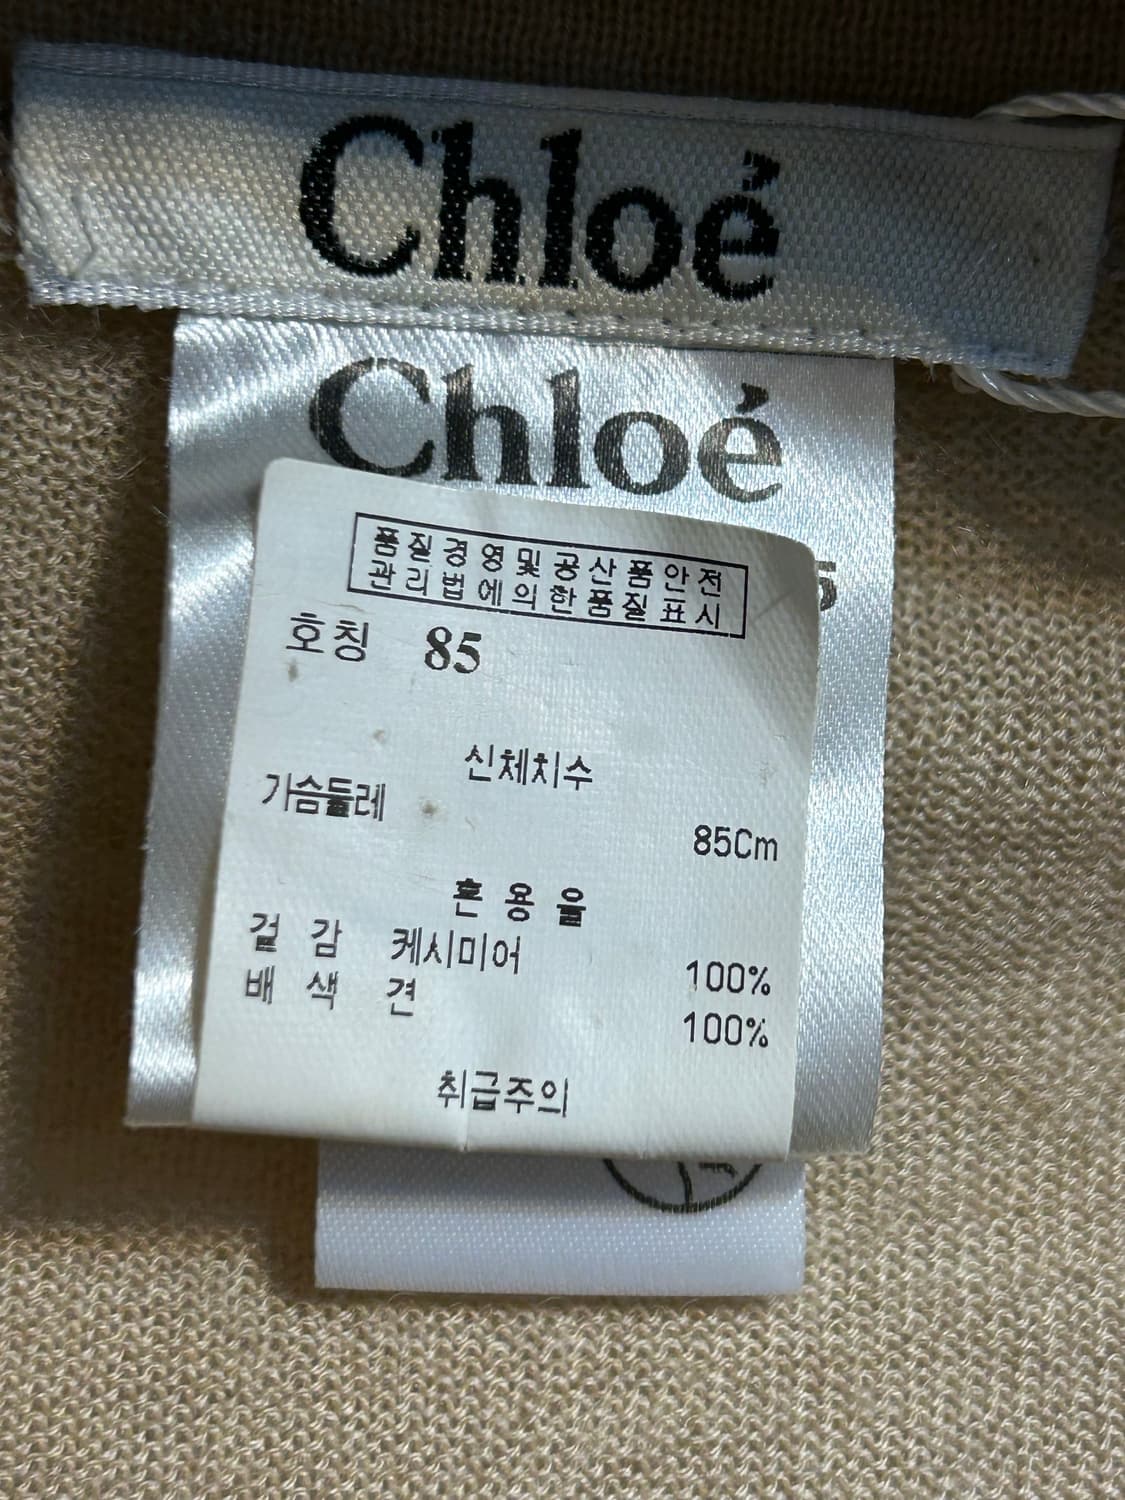 Chloé
Chloé
5
품질경영및공산품안전
관리법에의한품질표시
호칭 85
신체치수
가슴둘레
85Cm
혼 용 율
겉 감 케시미어 100%
배 색 견 100%
취급주의